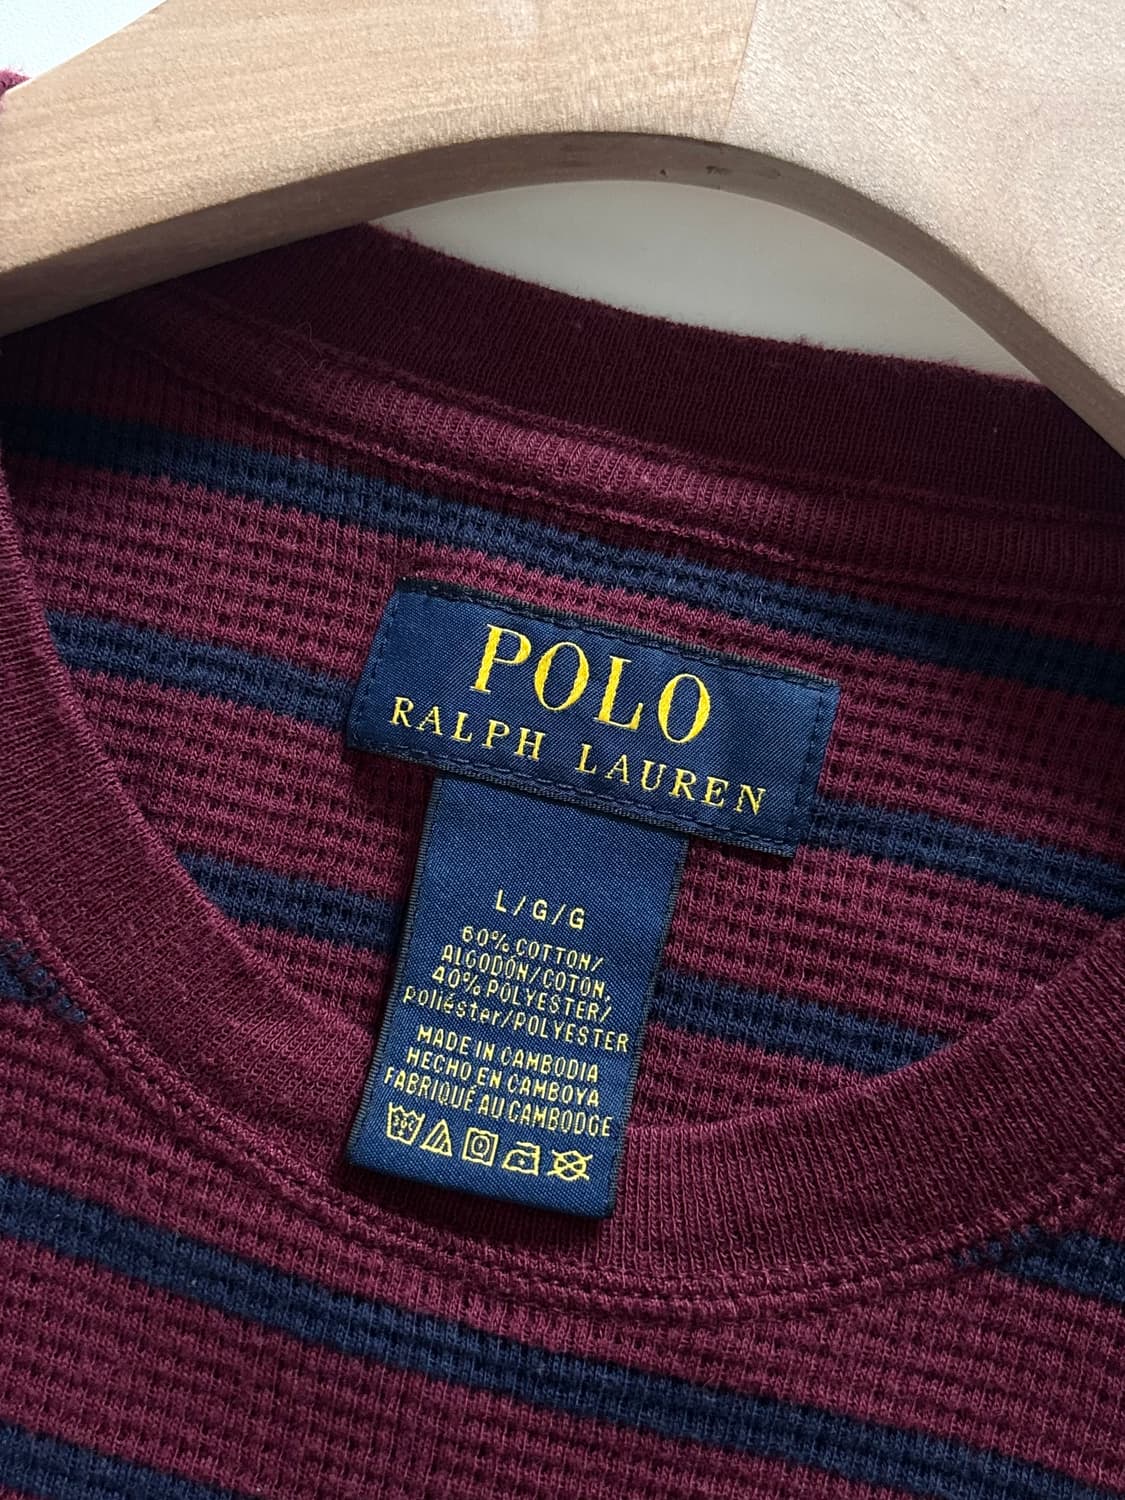 POLO
RALPH LAUREN
L/G/G
60% COTTON/
ALGODÓN/COTON,
40% POLYESTER/
poliéster/POLYESTER
MADE IN CAMBODIA
HECHO EN CAMBOYA
FABRIQUÉ AU CAMBODGE